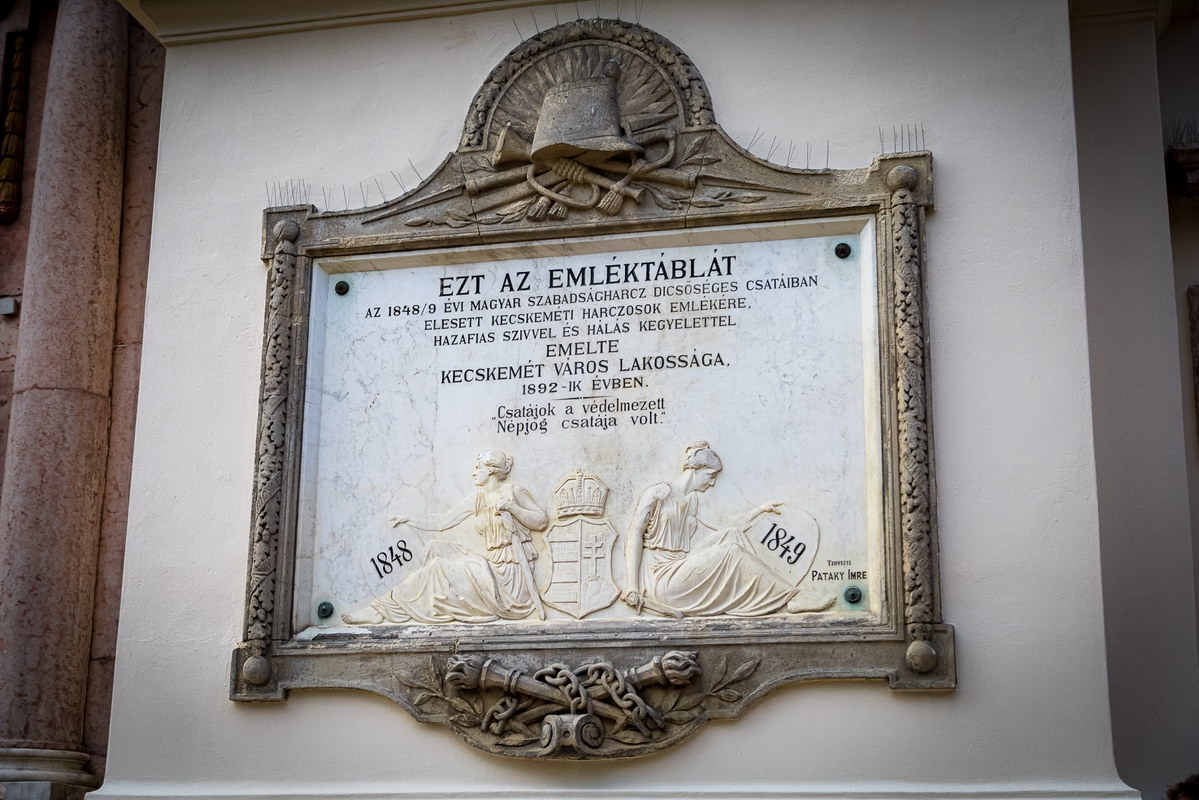 EZT AZ EMLÉKTÁBLÁT
AZ 1848/9 ÉVI MAGYAR SZABADSÁGHARCZ DICSŐSÉGES CSATÁIBAN
ELESETT KECSKEMÉTI HARCZOSOK EMLÉKÉRE,
HAZAFIAS SZIVVEL ÉS HÁLÁS KEGYELETTEL
EMELTE
KECSKEMÉT VÁROS LAKOSSÁGA,
1892-IK ÉVBEN.
„Csatájok a védelmezett
Népjog csatája volt."
1848
1849
TERVEZTE
PATAKY IMRE